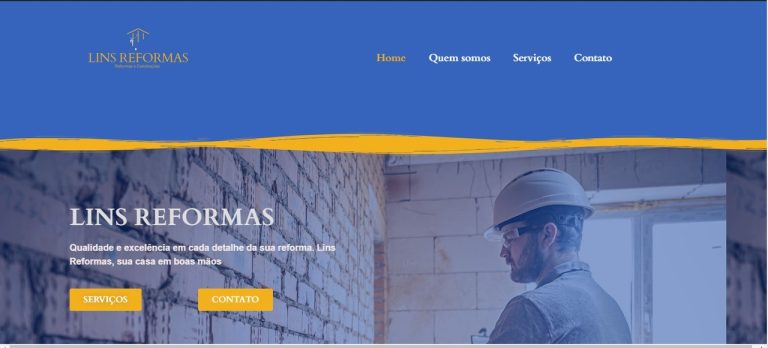 LINS REFORMAS
Reformas e Construções
Home Quem somos Serviços Contato
LINS REFORMAS
Qualidade e excelência em cada detalhe da sua reforma. Lins
Reformas, sua casa em boas mãos
SERVIÇOS CONTATO